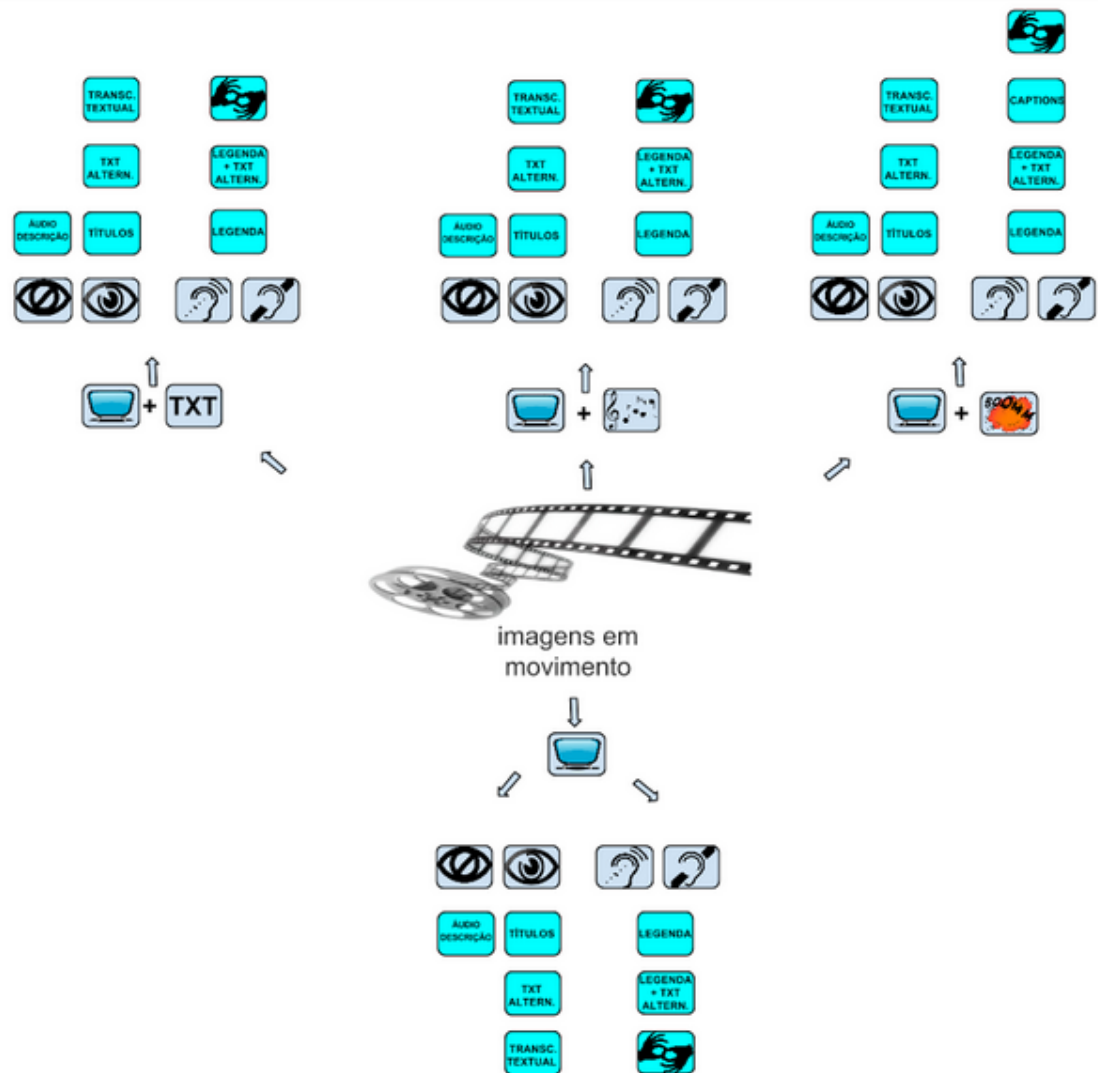 TRANSC.
TEXTUAL
TXT
ALTERN.
LEGENDA
+ TXT
ALTERN.
ÁUDIO
DESCRIÇÃO
TÍTULOS
LEGENDA
TXT
+
TRANSC.
TEXTUAL
TXT
ALTERN.
LEGENDA
+ TXT
ALTERN.
ÁUDIO
DESCRIÇÃO
TÍTULOS
LEGENDA
+
TRANSC.
TEXTUAL
CAPTIONS
TXT
ALTERN.
LEGENDA
+ TXT
ALTERN.
ÁUDIO
DESCRIÇÃO
TÍTULOS
LEGENDA
+
BOOMM
imagens em
movimento
ÁUDIO
DESCRIÇÃO
TÍTULOS
LEGENDA
TXT
ALTERN.
LEGENDA
+ TXT
ALTERN.
TRANSC.
TEXTUAL